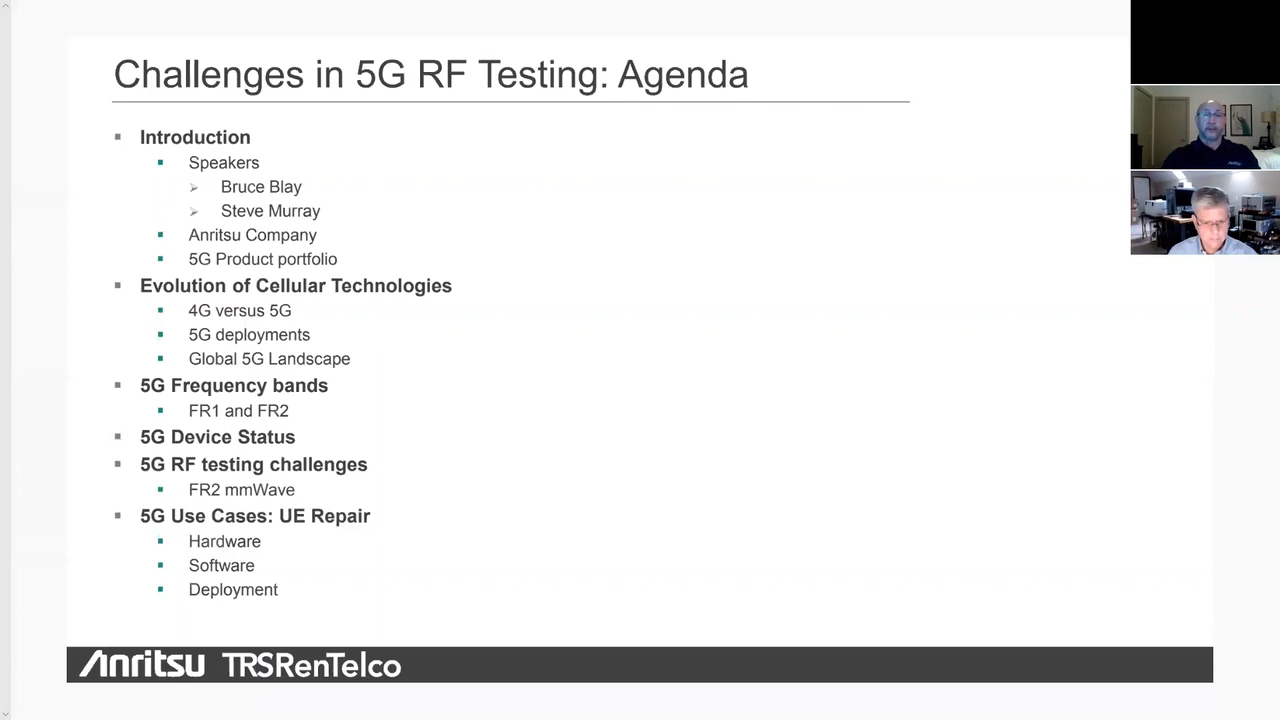 Challenges in 5G RF Testing: Agenda
Introduction
Speakers
Bruce Blay
Steve Murray
Anritsu Company
5G Product portfolio
Evolution of Cellular Technologies
4G versus 5G
5G deployments
Global 5G Landscape
5G Frequency bands
FR1 and FR2
5G Device Status
5G RF testing challenges
FR2 mmWave
5G Use Cases: UE Repair
Hardware
Software
Deployment
Anritsu TRSRenTelco